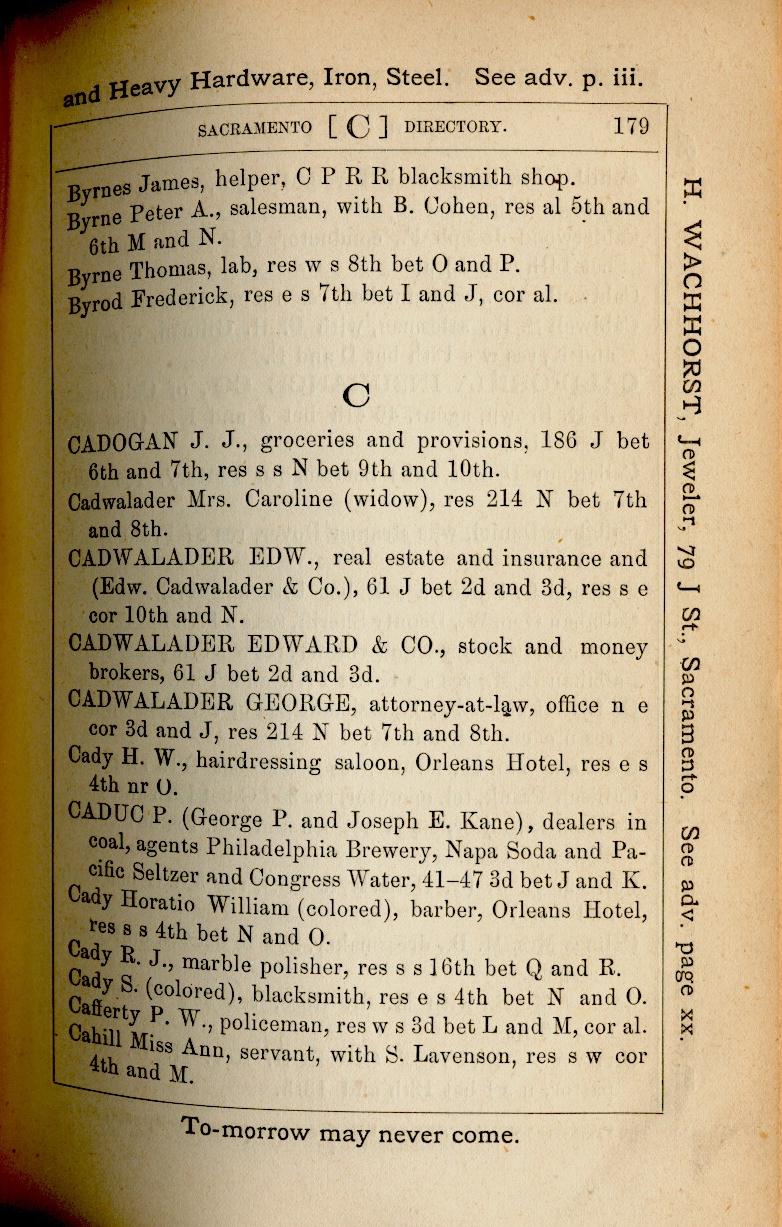 and Heavy Hardware, Iron, Steel. See adv. p. iii.
SACRAMENTO [ C ] DIRECTORY. 179
Byrnes James, helper, C P R R blacksmith shop.
Byrne Peter A., salesman, with B. Cohen, res al 5th and
6th M and N.
Byrne Thomas, lab, res w s 8th bet O and P.
Byrod Frederick, res e s 7th bet I and J, cor al.
C
CADOGAN J. J., groceries and provisions, 186 J bet
6th and 7th, res s s N bet 9th and 10th.
Cadwalader Mrs. Caroline (widow), res 214 N bet 7th
and 8th.
CADWALADER EDW., real estate and insurance and
(Edw. Cadwalader & Co.), 61 J bet 2d and 3d, res s e
cor 10th and N.
CADWALADER EDWARD & CO., stock and money
brokers, 61 J bet 2d and 3d.
CADWALADER GEORGE, attorney-at-law, office n e
cor 3d and J, res 214 N bet 7th and 8th.
Cady H. W., hairdressing saloon, Orleans Hotel, res e s
4th nr O.
CADUC P. (George P. and Joseph E. Kane), dealers in
coal, agents Philadelphia Brewery, Napa Soda and Pa-
cific Seltzer and Congress Water, 41–47 3d bet J and K.
Cady Horatio William (colored), barber, Orleans Hotel,
res s s 4th bet N and O.
Cady R. J., marble polisher, res s s 16th bet Q and R.
Cady S. (colored), blacksmith, res e s 4th bet N and O.
Cafferty P. W., policeman, res w s 3d bet L and M, cor al.
Cahill Miss Ann, servant, with S. Lavenson, res s w cor
4th and M.
To-morrow may never come.
H. WACHHORST, Jeweler, 79 J St., Sacramento. See adv. page xx.